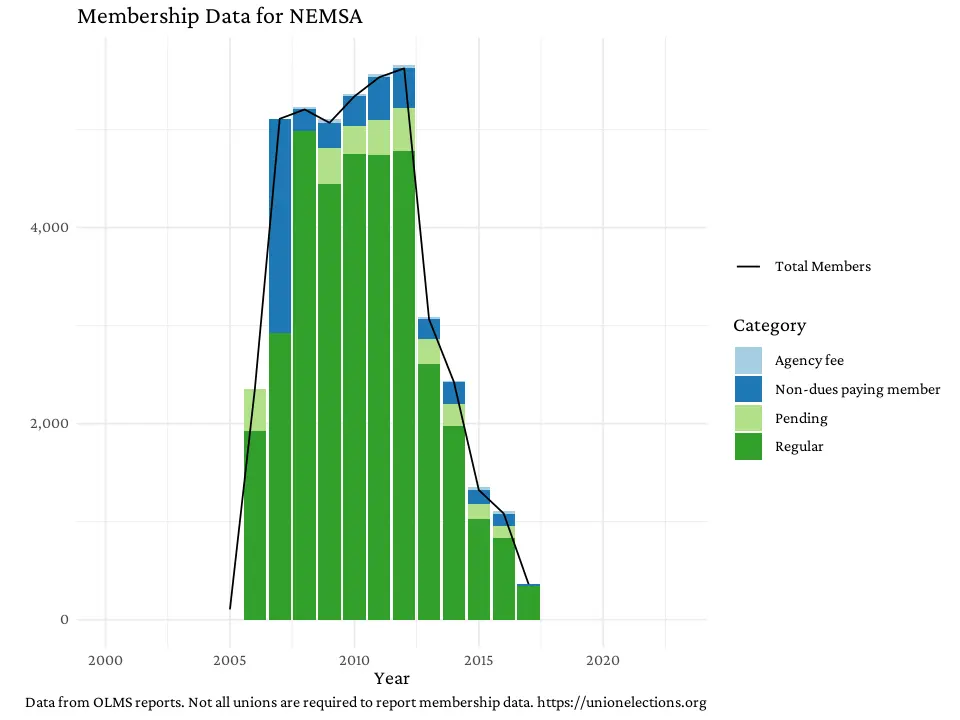 Membership Data for NEMSA
4,000
2,000
0
2000 2005 2010 2015 2020
Year
Total Members
Category
Agency fee
Non-dues paying member
Pending
Regular
Data from OLMS reports. Not all unions are required to report membership data. https://unionelections.org